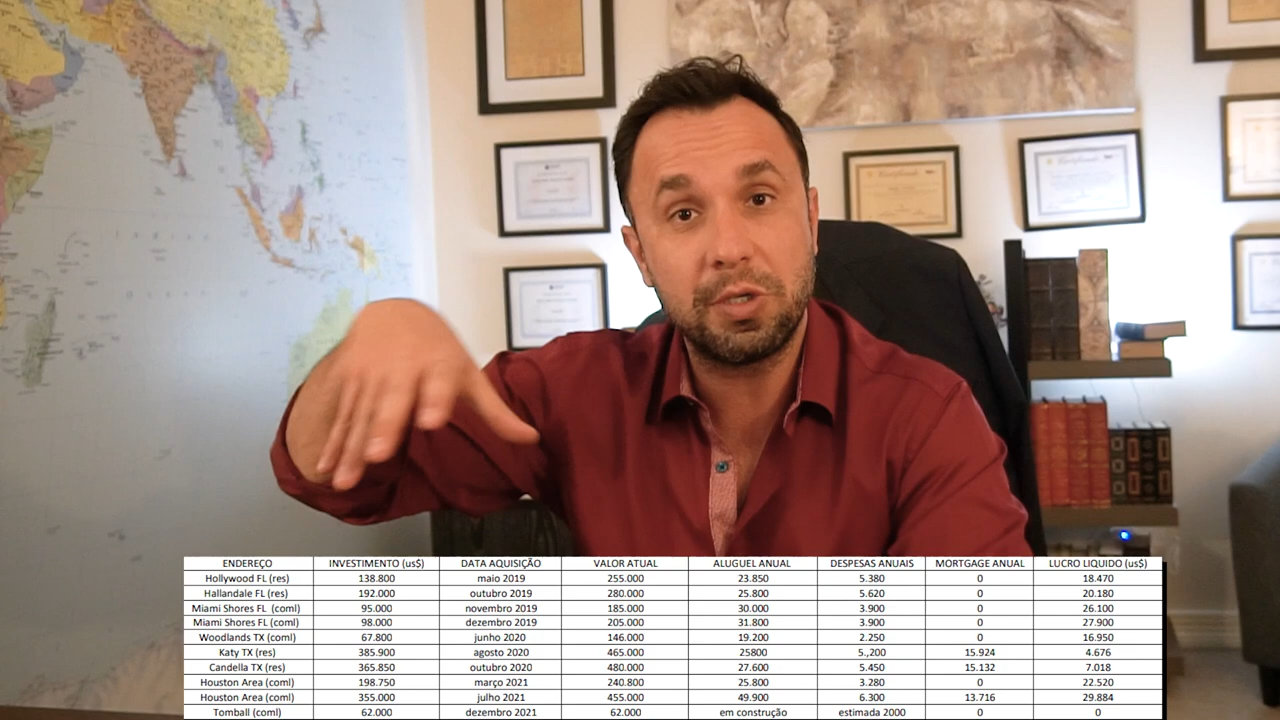 ENDEREÇO INVESTIMENTO (us$) DATA AQUISIÇÃO VALOR ATUAL ALUGUEL ANUAL DESPESAS ANUAIS MORTGAGE ANUAL LUCRO LIQUIDO (us$)
Hollywood FL (res) 138.800 maio 2019 255.000 23.850 5.380 0 18.470
Hallandale FL (res) 192.000 outubro 2019 280.000 25.800 5.620 0 20.180
Miami Shores FL (coml) 95.000 novembro 2019 185.000 30.000 3.900 0 26.100
Miami Shores FL (coml) 98.000 dezembro 2019 205.000 31.800 3.900 0 27.900
Woodlands TX (coml) 67.800 junho 2020 146.000 19.200 2.250 0 16.950
Katy TX (res) 385.900 agosto 2020 465.000 25800 5.,200 15.924 4.676
Candella TX (res) 365.850 outubro 2020 480.000 27.600 5.450 15.132 7.018
Houston Area (coml) 198.750 março 2021 240.800 25.800 3.280 0 22.520
Houston Area (coml) 355.000 julho 2021 455.000 49.900 6.300 13.716 29.884
Tomball (coml) 62.000 dezembro 2021 62.000 em construção estimada 2000 0 0